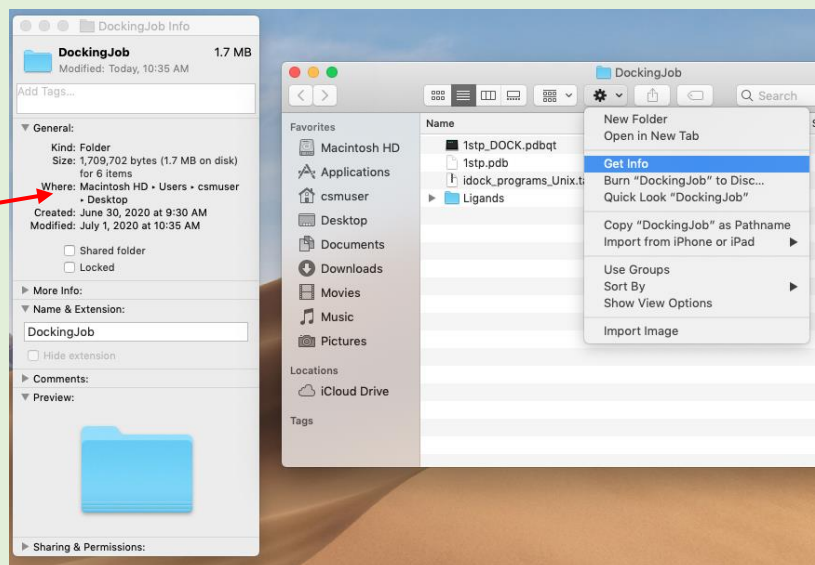 DockingJob Info
DockingJob 1.7 MB
Modified: Today, 10:35 AM
Add Tags...
General:
Kind: Folder
Size: 1,709,702 bytes (1.7 MB on disk)
for 6 items
Where: Macintosh HD ▸ Users ▸ csmuser
▸ Desktop
Created: June 30, 2020 at 9:30 AM
Modified: July 1, 2020 at 10:35 AM
Shared folder
Locked
More Info:
Name & Extension:
DockingJob
Hide extension
Comments:
Preview:
Sharing & Permissions:
DockingJob
Search
Favorites
Macintosh HD
Applications
csmuser
Desktop
Documents
Downloads
Movies
Music
Pictures
Locations
iCloud Drive
Tags
Name
1stp_DOCK.pdbqt
1stp.pdb
idock_programs_Unix.ta
Ligands
New Folder
Open in New Tab
Get Info
Burn “DockingJob” to Disc...
Quick Look “DockingJob”
Copy “DockingJob” as Pathname
Import from iPhone or iPad
Use Groups
Sort By
Show View Options
Import Image